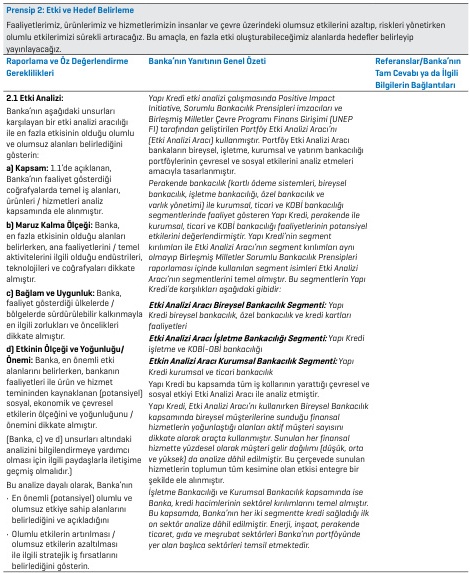 Prensip 2: Etki ve Hedef Belirleme
Faaliyetlerimiz, ürünlerimiz ve hizmetlerimizin insanlar ve çevre üzerindeki olumsuz etkilerini azaltıp, riskleri yönetirken
olumlu etkilerimizi sürekli artıracağız. Bu amaçla, en fazla etki oluşturabileceğimiz alanlarda hedefler belirleyip
yayınlayacağız.
Raporlama ve Öz Değerlendirme
Gereklilikleri
Banka'nın Yanıtının Genel Özeti
Referanslar/Banka'nın
Tam Cevabı ya da İlgili
Bilgilerin Bağlantıları
2.1 Etki Analizi:
Banka'nın aşağıdaki unsurları
karşılayan bir etki analizi aracılığı
ile en fazla etkisinin olduğu olumlu
ve olumsuz alanları belirlediğini
gösterin:
a) Kapsam: 1.1'de açıklanan,
Banka'nın faaliyet gösterdiği
coğrafyalarda temel iş alanları,
ürünleri / hizmetleri analiz
kapsamında ele alınmıştır.
b) Maruz Kalma Ölçeği: Banka,
en fazla etkisinin olduğu alanları
belirlerken, ana faaliyetlerini / temel
aktivitelerini ilgili olduğu endüstrileri,
teknolojileri ve coğrafyaları dikkate
almıştır.
c) Bağlam ve Uygunluk: Banka,
faaliyet gösterdiği ülkelerde /
bölgelerde sürdürülebilir kalkınmayla
en ilgili zorlukları ve öncelikleri
dikkate almıştır.
d) Etkinin Ölçeği ve Yoğunluğu/
Önemi: Banka, en önemli etki
alanlarını belirlerken, bankanın
faaliyetleri ile ürün ve hizmet
temininden kaynaklanan (potansiyel)
sosyal, ekonomik ve çevresel
etkilerin ölçeğini ve yoğunluğunu /
önemini dikkate almıştır.
(Banka, c) ve d) unsurları altındaki
analizini bilgilendirmeye yardımcı
olması için ilgili paydaşlarla iletişime
geçmiş olmalıdır.)
Bu analize dayalı olarak, Banka'nın
· En önemli (potansiyel) olumlu ve
olumsuz etkiye sahip alanlarını
belirlediğini ve açıkladığını
· Olumlu etkilerin artırılması /
olumsuz etkilerin azaltılması
ile ilgili stratejik iş fırsatlarını
belirlediğini gösterin.
Yapı Kredi etki analizi çalışmasında Positive Impact
Initiative, Sorumlu Bankacılık Prensipleri imzacıları ve
Birleşmiş Milletler Çevre Programı Finans Girişimi (UNEP
FI) tarafından geliştirilen Portföy Etki Analizi Aracı'nı
(Etki Analizi Aracı) kullanmıştır. Portföy Etki Analizi Aracı
bankaların bireysel, işletme, kurumsal ve yatırım bankacılığı
portföylerinin çevresel ve sosyal etkilerini analiz etmeleri
amacıyla tasarlanmıştır.
Perakende bankacılık (kartlı ödeme sistemleri, bireysel
bankacılık, işletme bankacılığı, özel bankacılık ve
varlık yönetimi) ile kurumsal, ticari ve KOBİ bankacılığı
segmentlerinde faaliyet gösteren Yapı Kredi, perakende ile
kurumsal, ticari ve KOBİ bankacılığı faaliyetlerinin potansiyel
etkilerini değerlendirmiştir. Yapı Kredi'nin segment
kırılımları ile Etki Analizi Aracı'nın segment kırılımları aynı
olmayıp Birleşmiş Milletler Sorumlu Bankacılık Prensipleri
raporlaması içinde kullanılan segment isimleri Etki Analizi
Aracı'nın segmentlerini temel almıştır. Bu segmentlerin Yapı
Kredi'de karşılıkları aşağıdaki gibidir:
Etki Analizi Aracı Bireysel Bankacılık Segmenti: Yapı
Kredi bireysel bankacılık, özel bankacılık ve kredi kartları
faaliyetleri
Etki Analizi Aracı İşletme Bankacılığı Segmenti: Yapı Kredi
işletme ve KOBİ-OBİ bankacılığı
Etkin Analizi Aracı Kurumsal Bankacılık Segmenti: Yapı
Kredi kurumsal ve ticari bankacılık
Yapı Kredi bu kapsamda tüm iş kollarının yarattığı çevresel ve
sosyal etkiyi Etki Analizi Aracı ile analiz etmiştir.
Yapı Kredi, Etki Analizi Aracı'nı kullanırken Bireysel Bankacılık
kapsamında bireysel müşterilerine sunduğu finansal
hizmetlerin yoğunlaştığı alanları aktif müşteri sayısını
dikkate alarak araçta kullanmıştır. Sunulan her finansal
hizmette yüzdesel olarak müşteri gelir dağılımı (düşük, orta
ve yüksek) da analize dâhil edilmiştir. Bu çerçevede sunulan
hizmetlerin toplumun tüm kesimine olan etkisi entegre bir
şekilde ele alınmıştır.
İşletme Bankacılığı ve Kurumsal Bankacılık kapsamında ise
Banka, kredi hacimlerinin sektörel kırılımlarını temel almıştır.
Bu kapsamda, Banka'nın her iki segmentte kredi sağladığı ilk
on sektör analize dâhil edilmiştir. Enerji, inşaat, perakende
ticaret, gıda ve meşrubat sektörleri Banka'nın portföyünde
yer alan başlıca sektörleri temsil etmektedir.